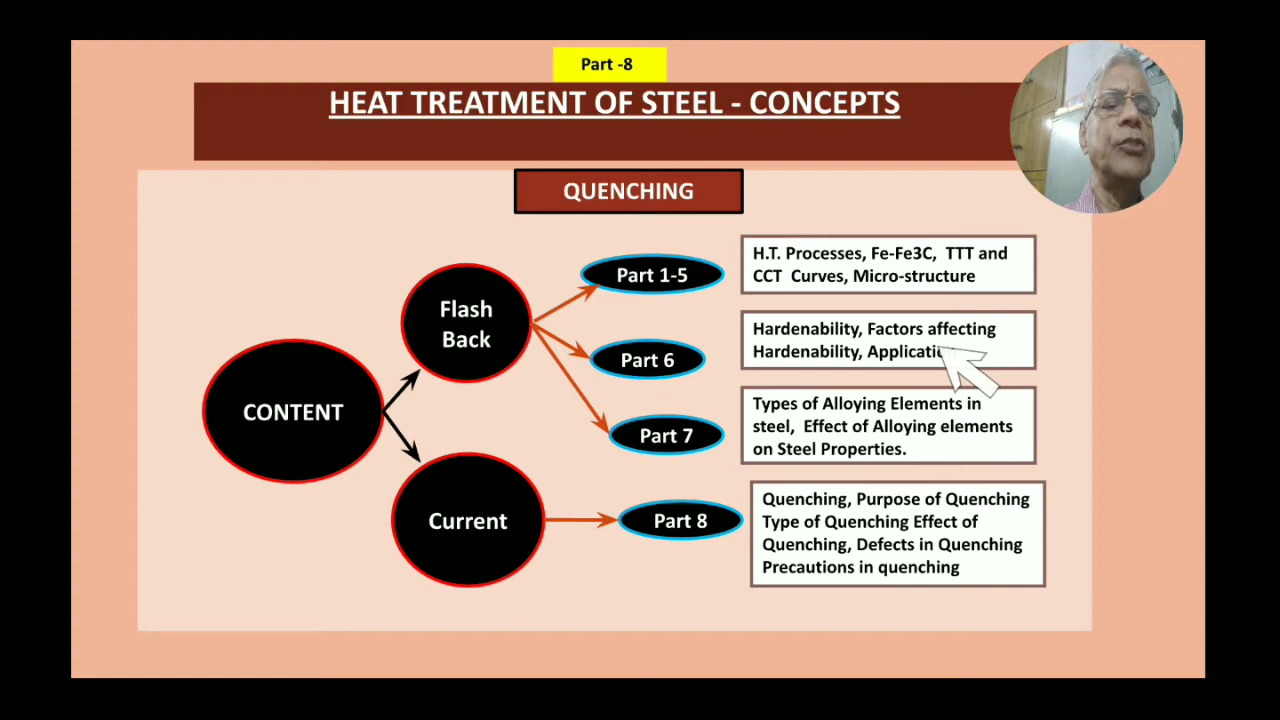 Part -8
HEAT TREATMENT OF STEEL - CONCEPTS
QUENCHING
CONTENT
Flash
Back
Part 1-5
H.T. Processes, Fe-Fe3C, TTT and
CCT Curves, Micro-structure
Part 6
Hardenability, Factors affecting
Hardenability,
Part 7
Types of Alloying Elements in
steel, Effect of Alloying elements
on Steel Properties.
Current
Part 8
Quenching, Purpose of Quenching
Type of Quenching Effect of
Quenching, Defects in Quenching
Precautions in quenching